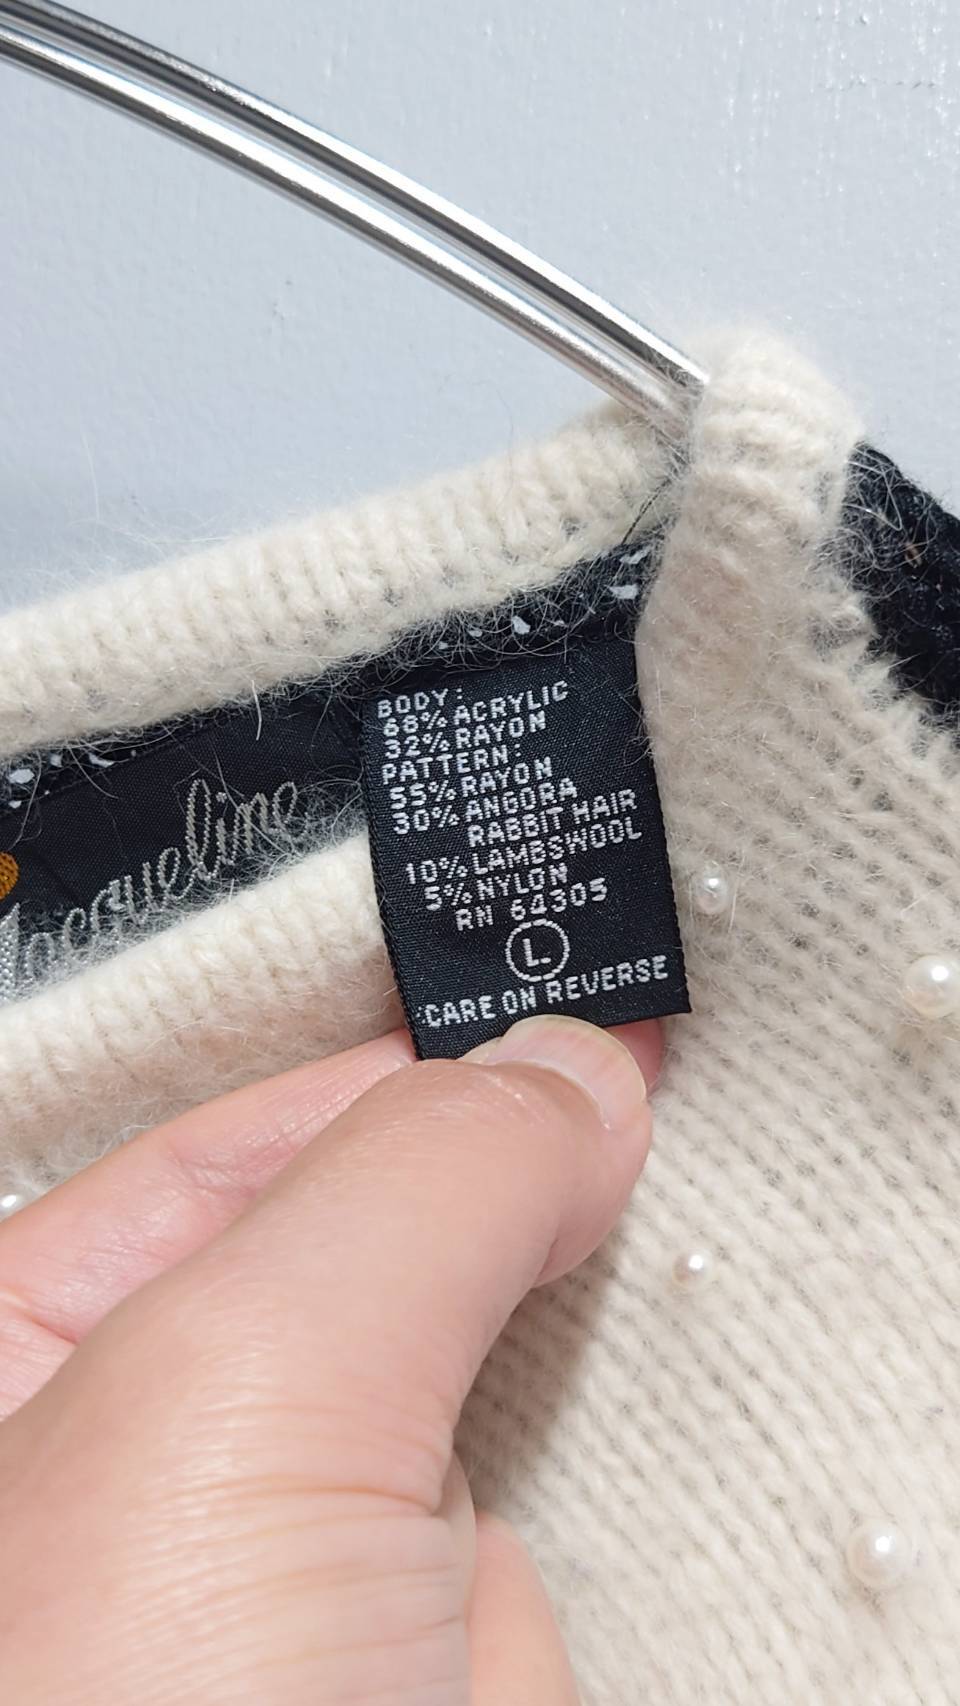 BODY:
68% ACRYLIC
32% RAYON
PATTERN:
55% RAYON
30% ANGORA
RABBIT HAIR
10% LAMBSWOOL
5% NYLON
RN 64305
L
CARE ON REVERSE
Jacqueline